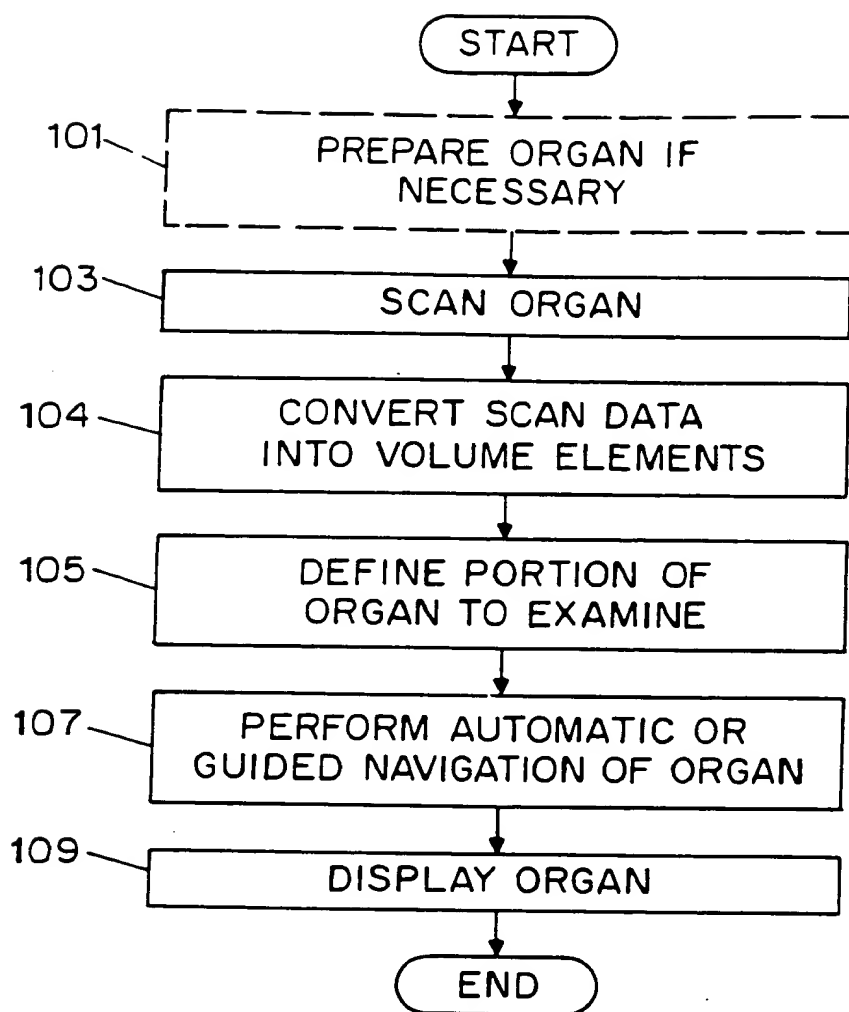 START
101
PREPARE ORGAN IF
NECESSARY
103
SCAN ORGAN
104
CONVERT SCAN DATA
INTO VOLUME ELEMENTS
105
DEFINE PORTION OF
ORGAN TO EXAMINE
107
PERFORM AUTOMATIC OR
GUIDED NAVIGATION OF ORGAN
109
DISPLAY ORGAN
END